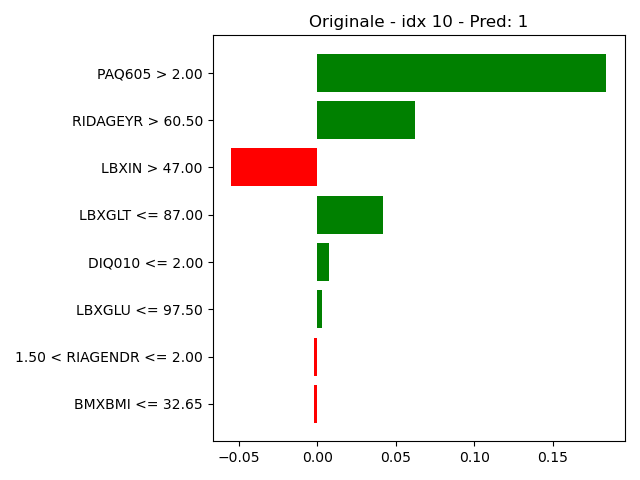 Originale - idx 10 - Pred: 1
PAQ605 > 2.00
RIDAGEYR > 60.50
LBXIN > 47.00
LBXGLT <= 87.00
DIQ010 <= 2.00
LBXGLU <= 97.50
1.50 < RIAGENDR <= 2.00
BMXBMI <= 32.65
−0.05 0.00 0.05 0.10 0.15